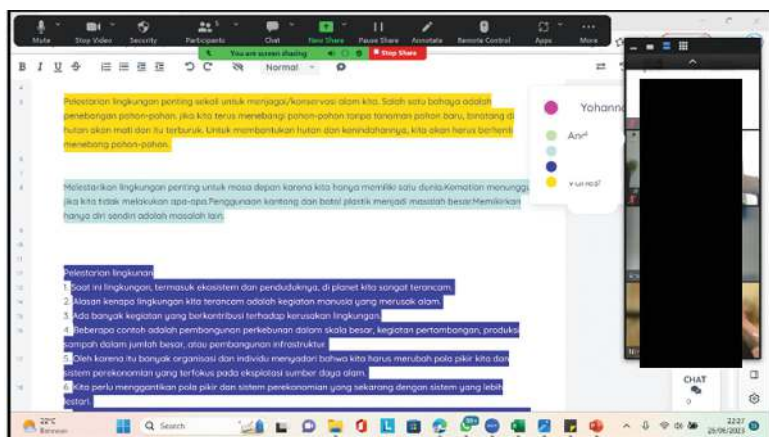 Mute Stop Video Security Participants 5 Chat New Share Pause Share Annotate Remote Control Apps More
You are screen sharing Stop Share
B I U Normal
Yohann
Pelestarian lingkungan penting sekali untuk menjaga/konservasi alam kita. Salah satu bahaya adalah
penebangan pohon-pohon. Jika kita terus menebangi pohon-pohon tanpa tanaman pohon baru, binatang di
hutan akan mati dan itu terburuk. Untuk membantukan hutan dan keindahannya, kita akan harus berhenti
menebang pohon-pohon.
Melestarikan lingkungan penting untuk masa depan karena kita hanya memiliki satu dunia.Kematian menunggu
jika kita tidak melakukan apa-apa.Penggunaan kantong dan botol plastik menjadi masalah besar.Memikirkan
hanya diri sendiri adalah masalah lain.
Pelestarian lingkunan
1. Saat ini lingkungan, termasuk ekosistem dan penduduknya, di planet kita sangat terancam.
2. Alasan kenapa lingkungan kita terancam adalah kegiatan manusia yang merusak alam.
3. Ada banyak kegiatan yang berkontribusi terhadap kerusakan lingkungan.
4. Beberapa contoh adalah pembangunan perkebunan dalam skala besar, kegiatan pertambangan, produksi
sampah dalam jumlah besar, atau pembangunan infrastruktur.
5. Oleh karena itu banyak organisasi dan individu menyadari bahwa kita harus merubah pola pikir kita dan
sistem perekonomian yang terfokus pada eksploitasi sumber daya alam.
6. Kita perlu menggantikan pola pikir dan sistem perekonomian yang sekarang dengan sistem yang lebih
lestari.
CHAT
0
22°C
Search
22:27
25/06/2023